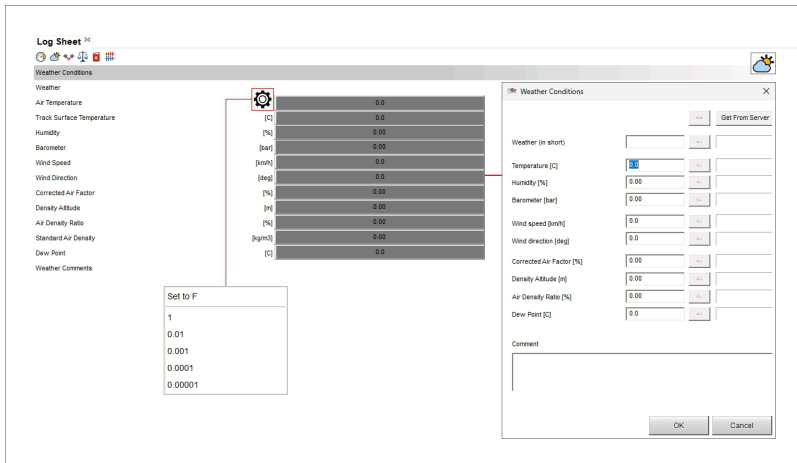 Log Sheet
Weather Conditions
Weather
Air Temperature 0.0
Track Surface Temperature [C] 0.0
Humidity [%] 0.00
Barometer [bar] 0.00
Wind Speed [km/h] 0.0
Wind Direction [deg] 0.0
Corrected Air Factor [%] 0.00
Density Altitude [m] 0.00
Air Density Ratio [%] 0.00
Standard Air Density [kg/m3] 0.00
Dew Point [C] 0.0
Weather Comments
Set to F
1
0.01
0.001
0.0001
0.00001
Weather Conditions
<< Get From Server
Weather (in short) <-
Temperature [C] 0.0 <-
Humidity [%] 0.00 <-
Barometer [bar] 0.00 <-
Wind speed [km/h] 0.0 <-
Wind direction [deg] 0.0 <-
Corrected Air Factor [%] 0.00 <-
Density Altitude [m] 0.00 <-
Air Density Ratio [%] 0.00 <-
Dew Point [C] 0.0 <-
Comment
OK Cancel